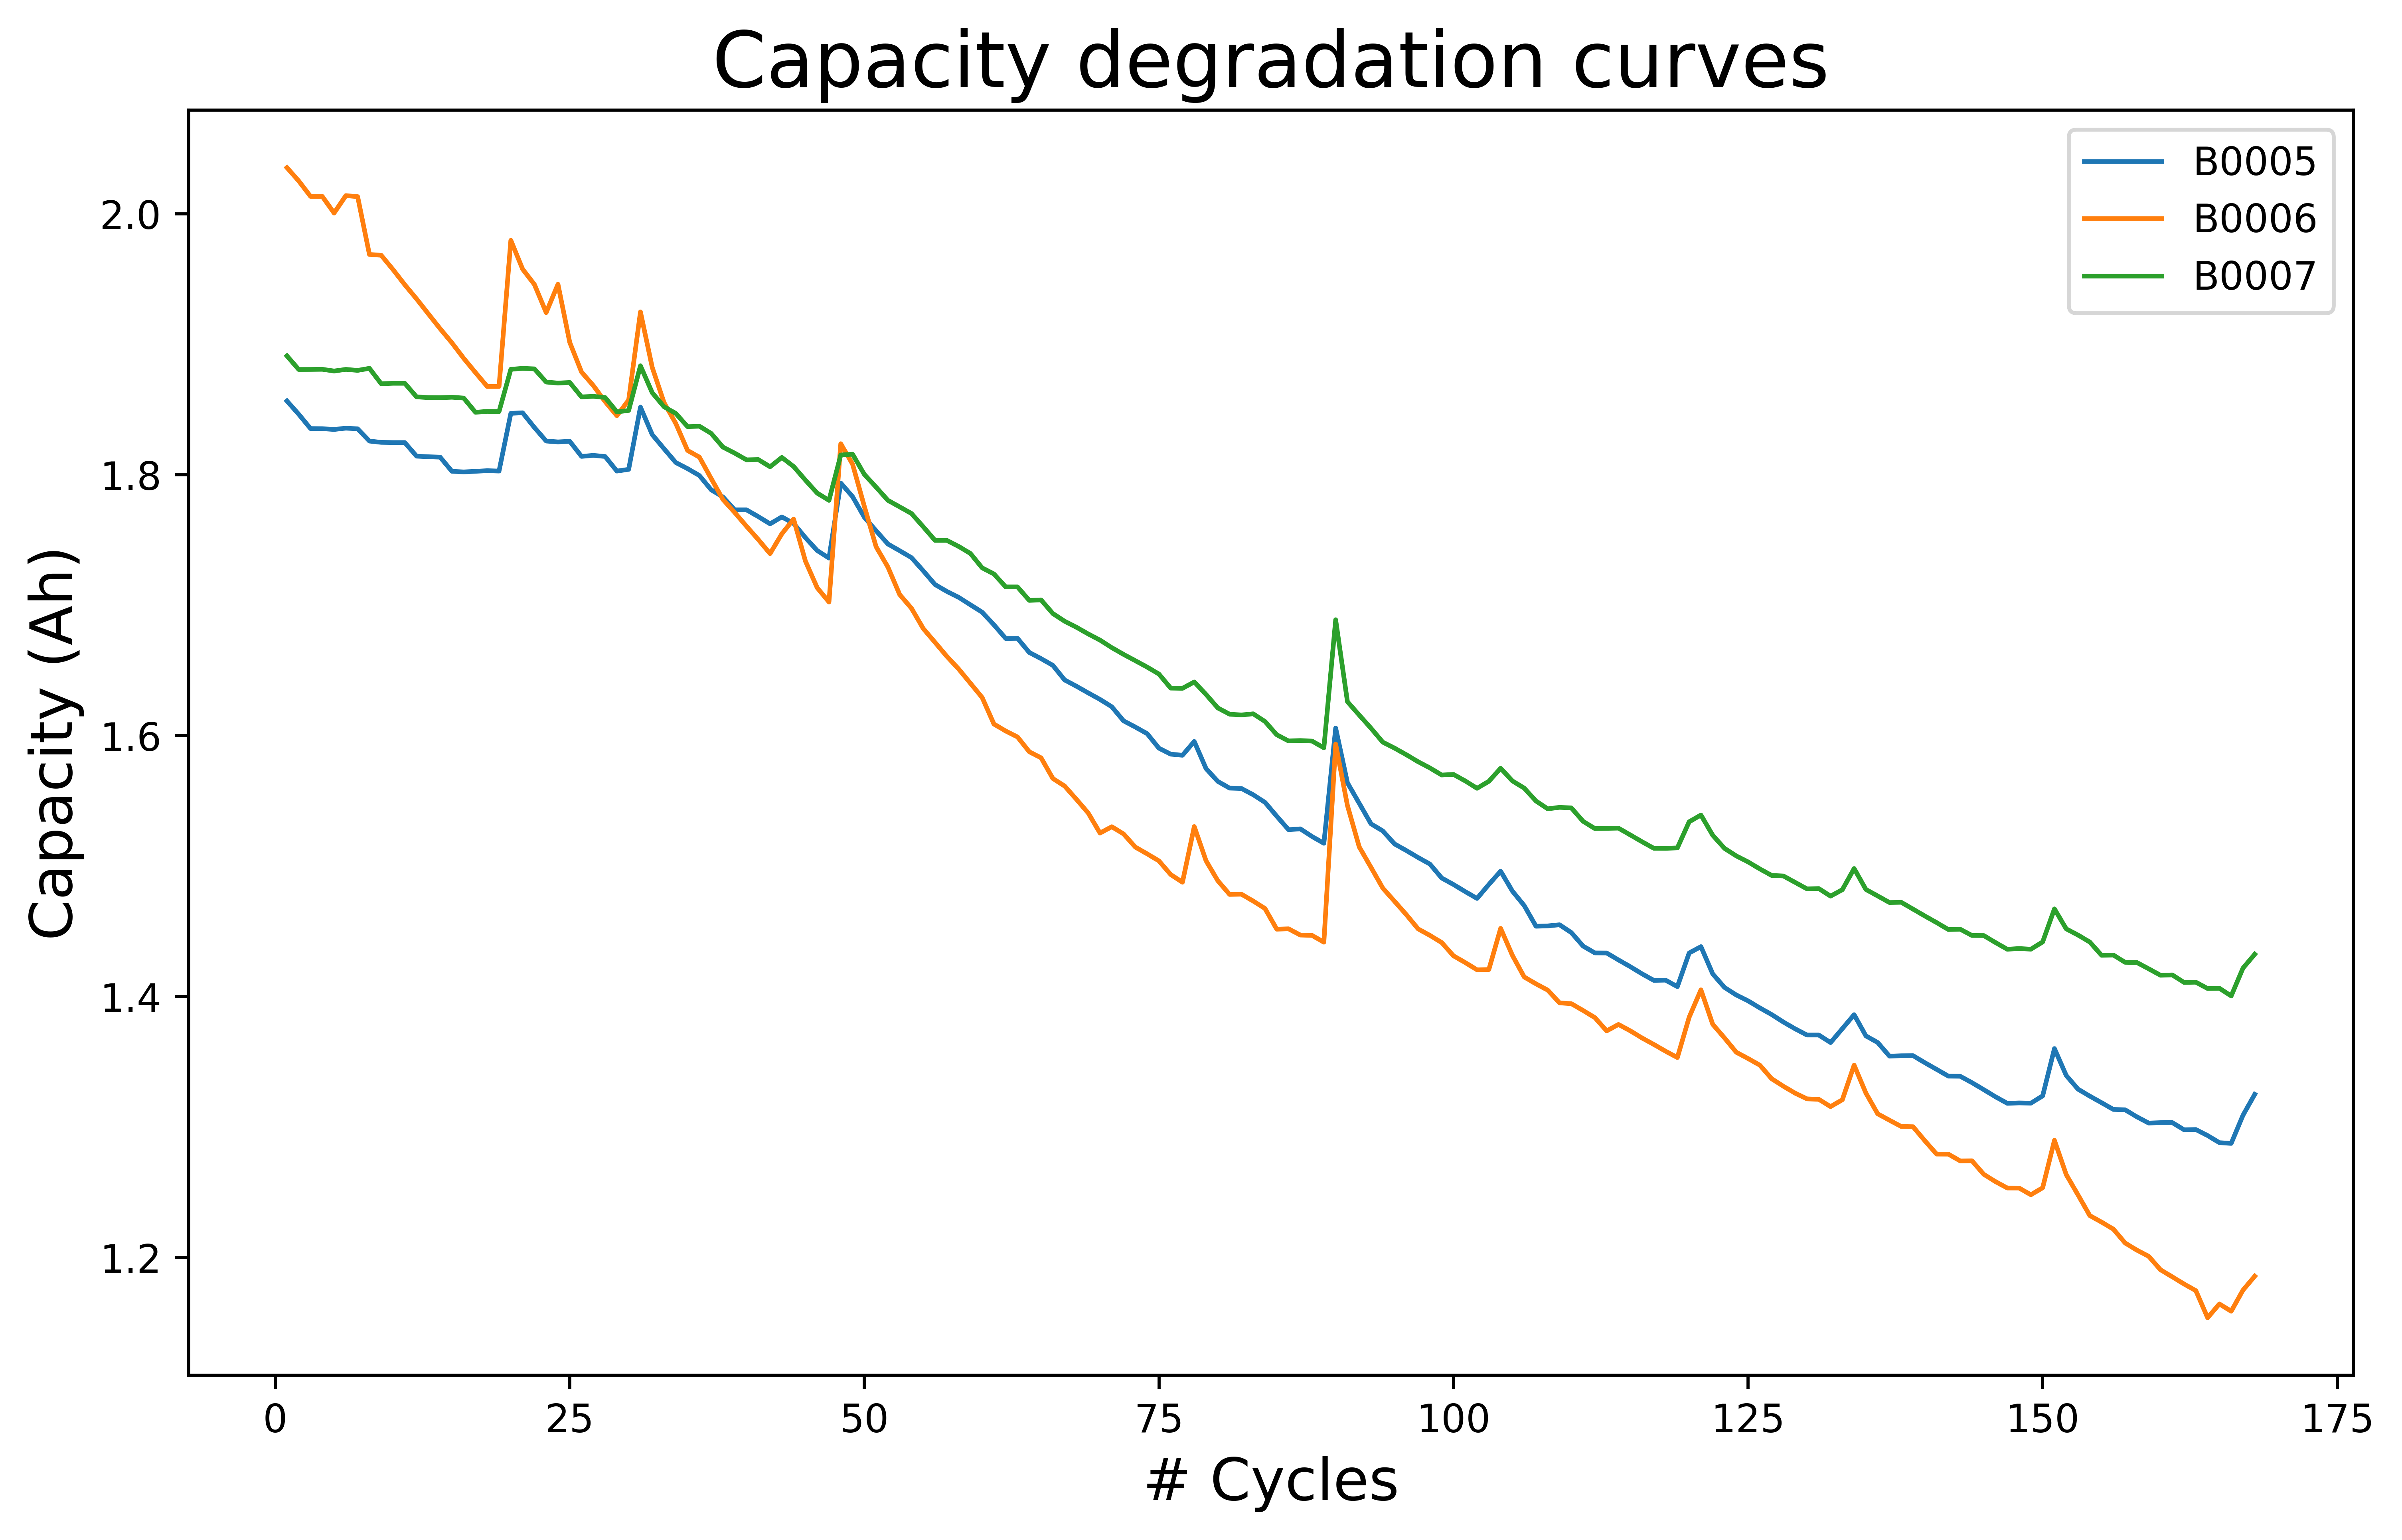 Capacity degradation curves
B0005
B0006
B0007
Capacity (Ah)
2.0
1.8
1.6
1.4
1.2
0 25 50 75 100 125 150 175
# Cycles